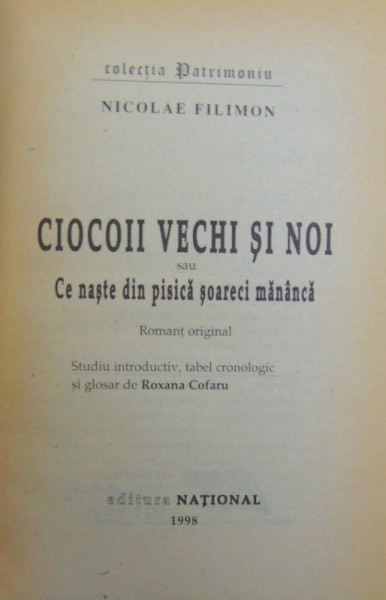 colecția Patrimoniu
NICOLAE FILIMON
CIOCOII VECHI ȘI NOI
sau
Ce naște din pisică șoareci mănâncă
Romanț original
Studiu introductiv, tabel cronologic
și glosar de Roxana Cofaru
editura NAȚIONAL
1998